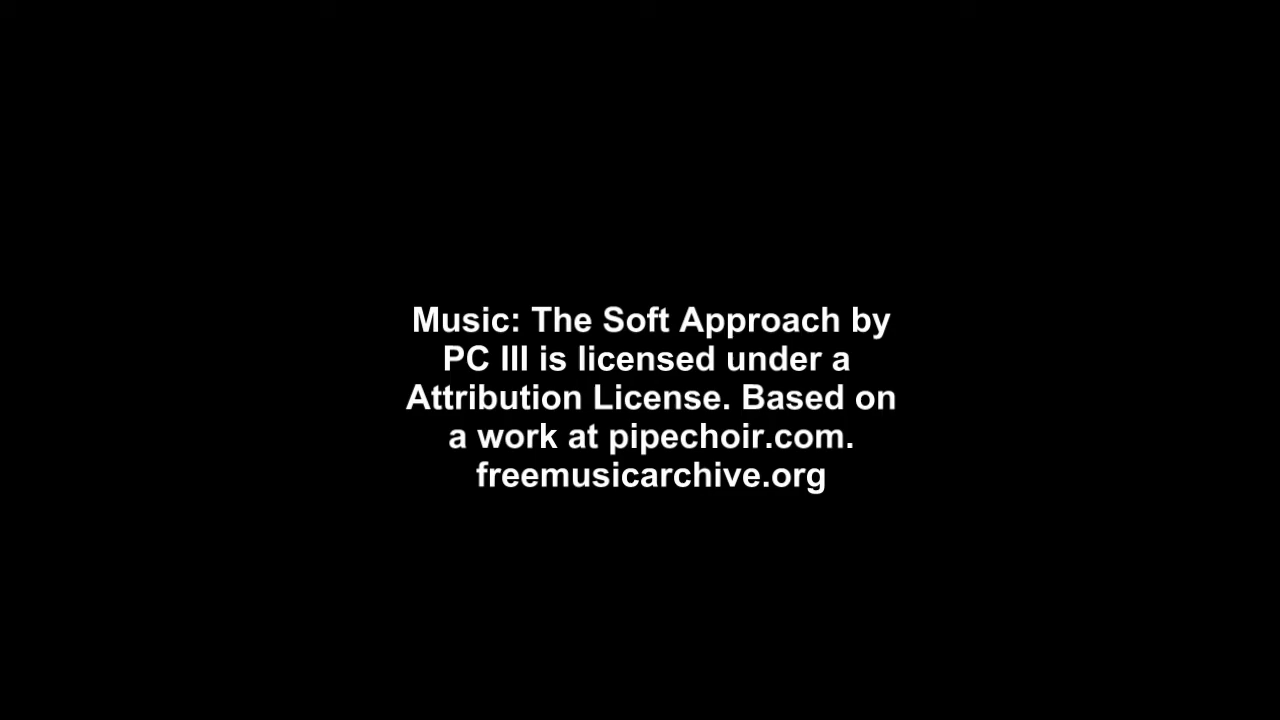 Music: The Soft Approach by
PC III is licensed under a
Attribution License. Based on
a work at pipechoir.com.
freemusicarchive.org